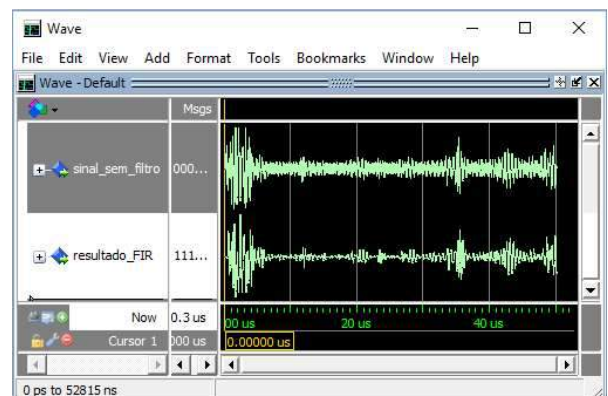 Wave
File Edit View Add Format Tools Bookmarks Window Help
Wave - Default
Msgs
sinal_sem_filtro 000...
resultado_FIR 111...
Now 0.3 us 00 us 20 us 40 us
Cursor 1 000 us 0.00000 us
0 ps to 52815 ns